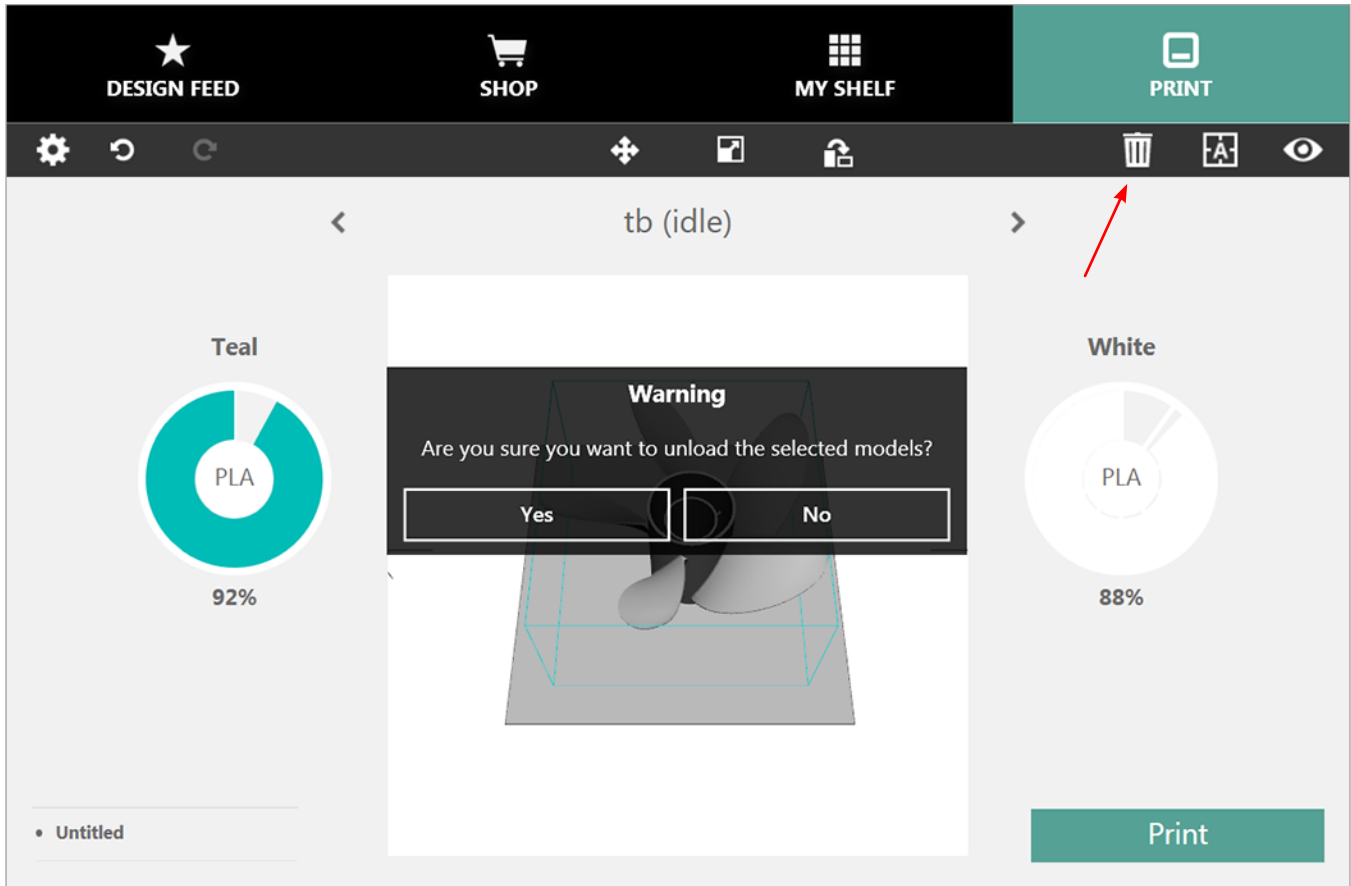 DESIGN FEED
SHOP
MY SHELF
PRINT
A
tb (idle)
Teal
White
Warning
Are you sure you want to unload the selected models?
Yes
No
PLA
PLA
92%
88%
• Untitled
Print